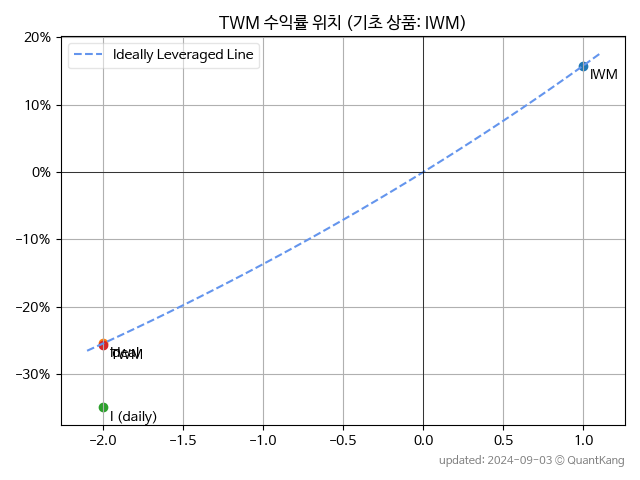 TWM 수익률 위치 (기초 상품: IWM)
20%
Ideally Leveraged Line
IWM
10%
0%
-10%
-20%
Ideal
TWM
-30%
I (daily)
-2.0 -1.5 -1.0 -0.5 0.0 0.5 1.0
updated: 2024-09-03 © QuantKang